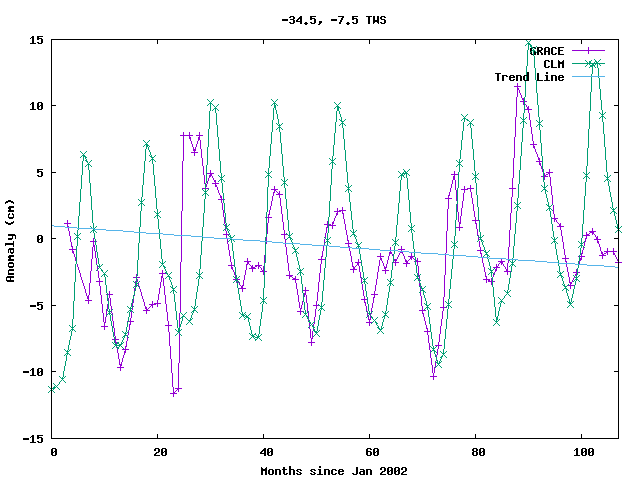 -34.5, -7.5 TWS
GRACE
CLM
Trend Line
15
10
5
0
-5
-10
-15
Anomaly (cm)
0 20 40 60 80 100
Months since Jan 2002